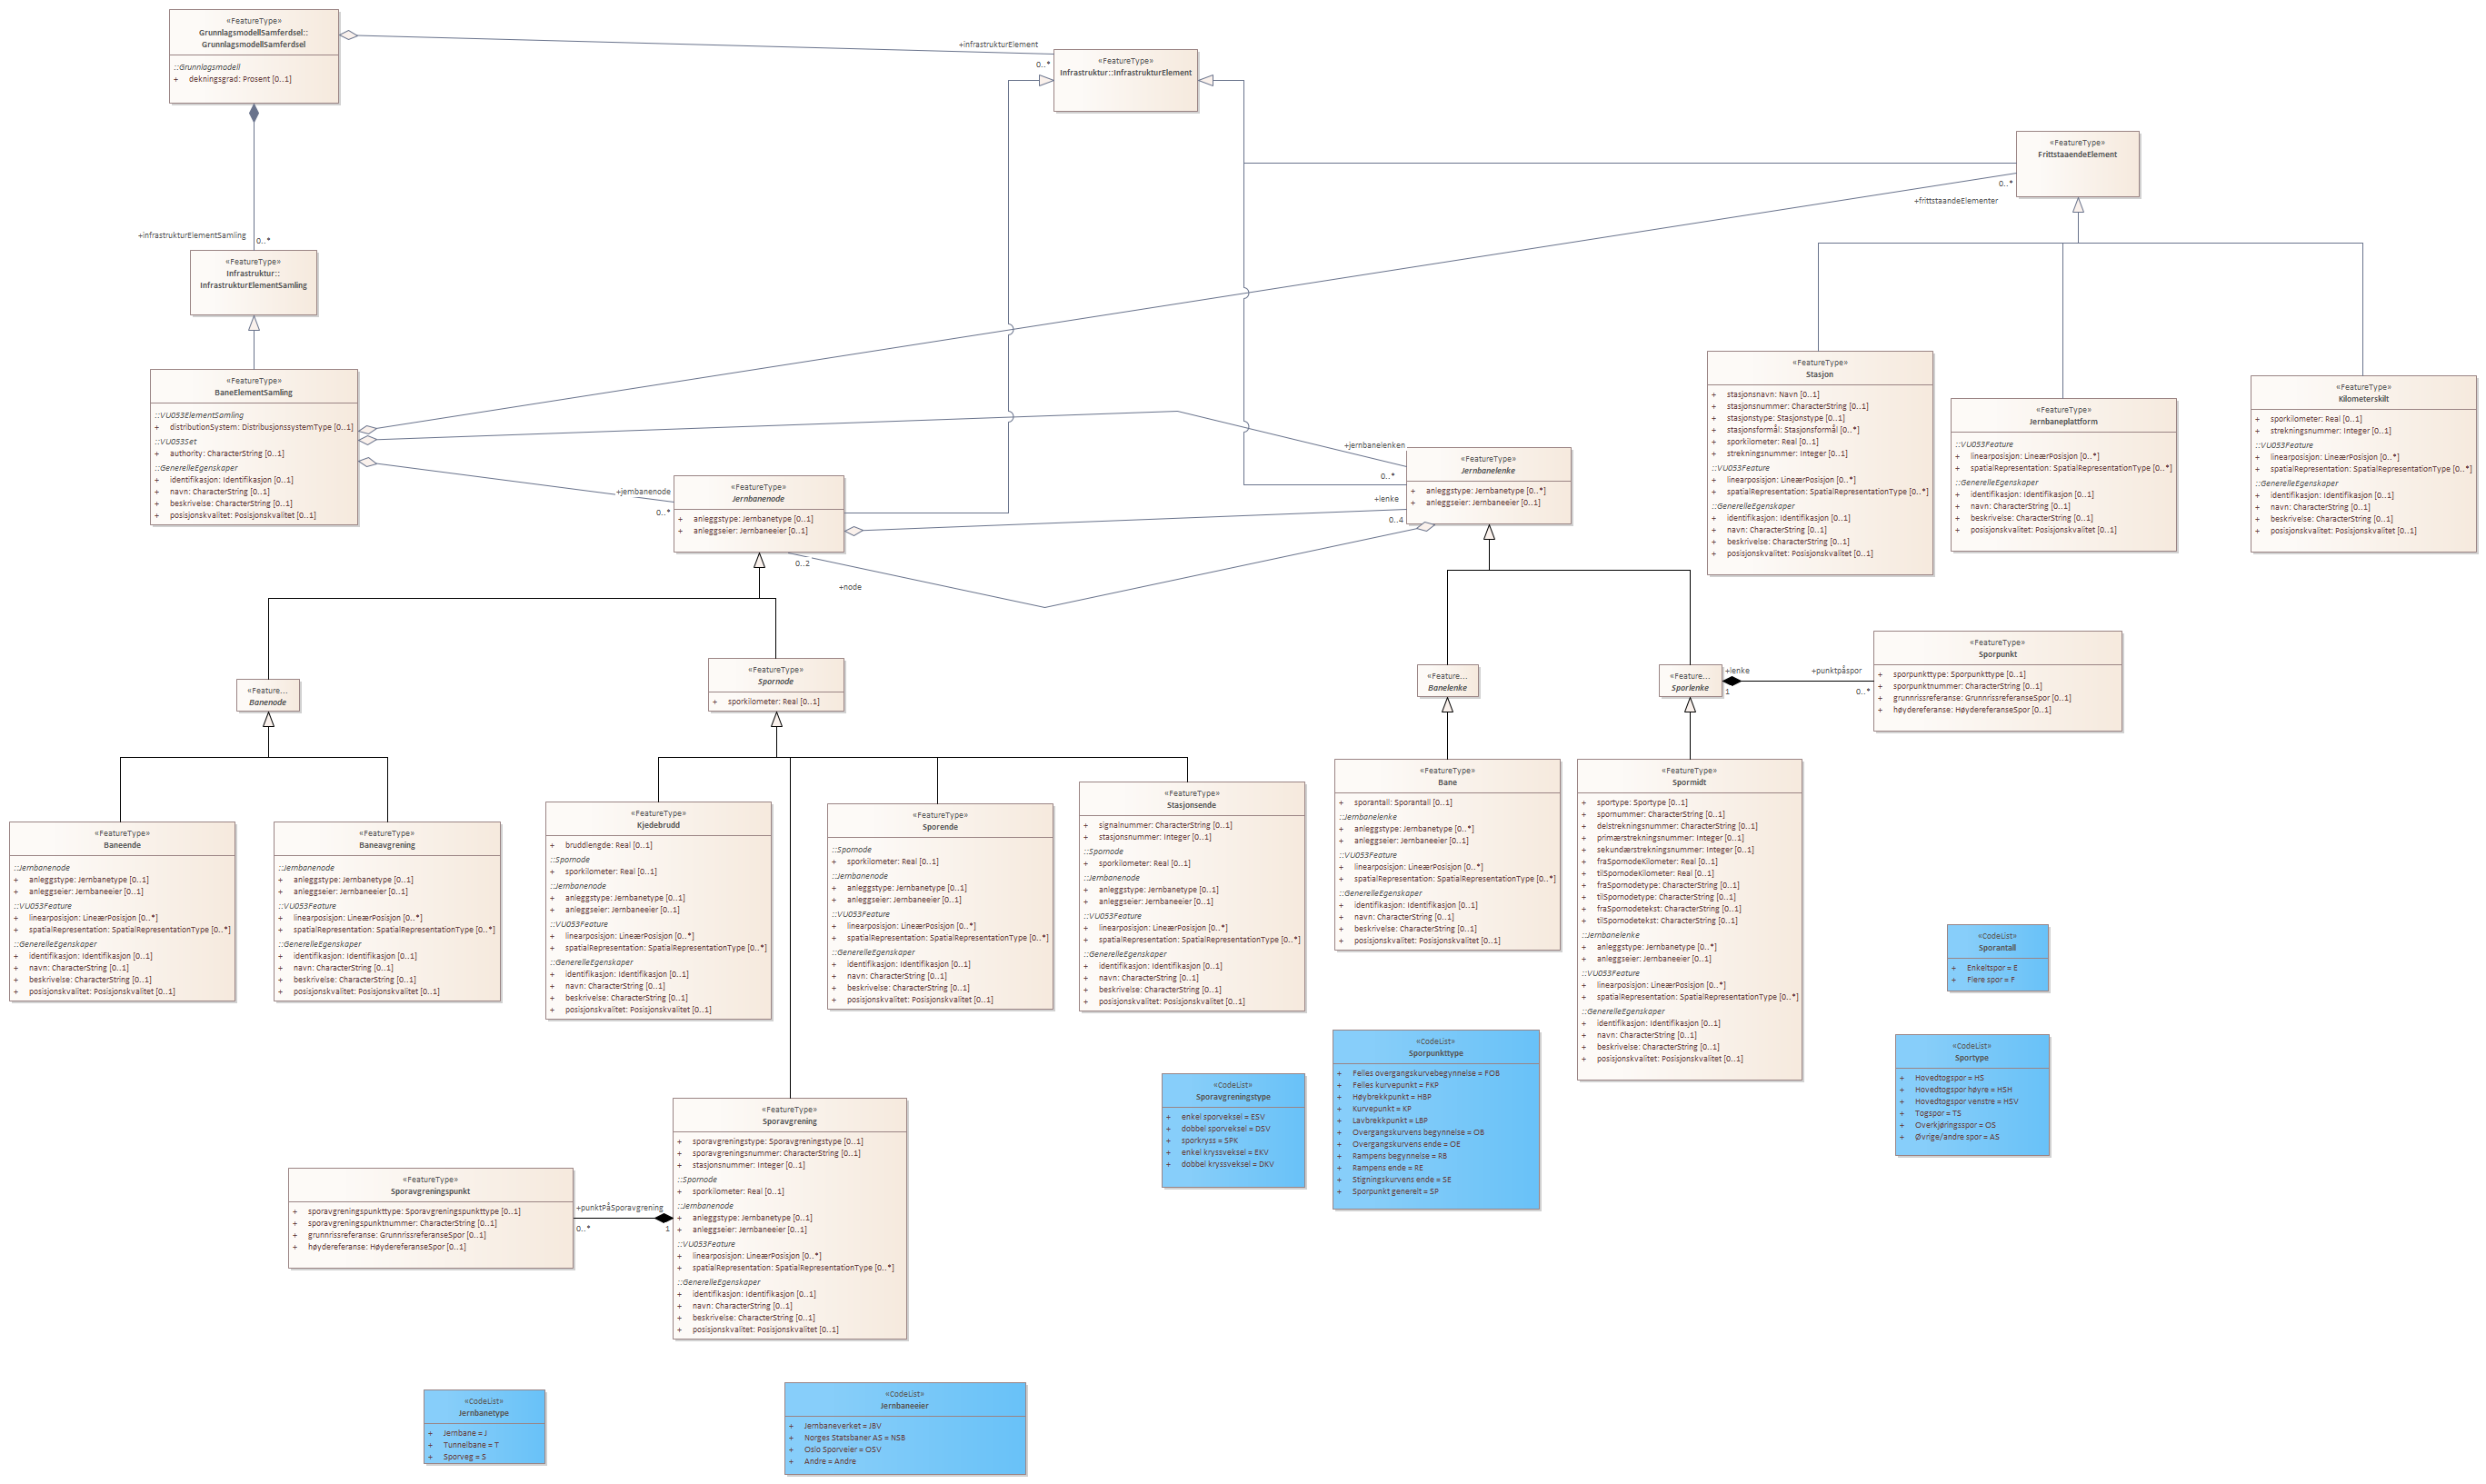 «FeatureType»
GrunnlagsmodellSamferdsel::
GrunnlagsmodellSamferdsel
::Grunnlagsmodell
+ dekningsgrad: Prosent [0..1]
+infrastrukturElement
0..*
«FeatureType»
Infrastruktur::InfrastrukturElement
«FeatureType»
FrittstaaendeElement
0..*
+frittstaandeElementer
+infrastrukturElementSamling
0..*
«FeatureType»
Infrastruktur::
InfrastrukturElementSamling
«FeatureType»
BaneElementSamling
::VU053ElementSamling
+ distributionSystem: DistribusjonssystemType [0..1]
::VU053Set
+ authority: CharacterString [0..1]
::GenerelleEgenskaper
+ identifikasjon: Identifikasjon [0..1]
+ navn: CharacterString [0..1]
+ beskrivelse: CharacterString [0..1]
+ posisjonskvalitet: Posisjonskvalitet [0..1]
+jernbanenode
0..*
«FeatureType»
Jernbanenode
+ anleggstype: Jernbanetype [0..1]
+ anleggseier: Jernbaneeier [0..1]
0..2
+node
+jernbanelenken
0..*
+lenke
0..4
«FeatureType»
Jernbanelenke
+ anleggstype: Jernbanetype [0..*]
+ anleggseier: Jernbaneeier [0..1]
«FeatureType»
Stasjon
+ stasjonsnavn: Navn [0..1]
+ stasjonsnummer: CharacterString [0..1]
+ stasjonstype: Stasjonstype [0..1]
+ stasjonsformål: Stasjonsformål [0..*]
+ sporkilometer: Real [0..1]
+ strekningsnummer: Integer [0..1]
::VU053Feature
+ linearposisjon: LineærPosisjon [0..*]
+ spatialRepresentation: SpatialRepresentationType [0..*]
::GenerelleEgenskaper
+ identifikasjon: Identifikasjon [0..1]
+ navn: CharacterString [0..1]
+ beskrivelse: CharacterString [0..1]
+ posisjonskvalitet: Posisjonskvalitet [0..1]
«FeatureType»
Jernbaneplattform
::VU053Feature
+ linearposisjon: LineærPosisjon [0..*]
+ spatialRepresentation: SpatialRepresentationType [0..*]
::GenerelleEgenskaper
+ identifikasjon: Identifikasjon [0..1]
+ navn: CharacterString [0..1]
+ beskrivelse: CharacterString [0..1]
+ posisjonskvalitet: Posisjonskvalitet [0..1]
«FeatureType»
Kilometerskilt
+ sporkilometer: Real [0..1]
+ strekningsnummer: Integer [0..1]
::VU053Feature
+ linearposisjon: LineærPosisjon [0..*]
+ spatialRepresentation: SpatialRepresentationType [0..*]
::GenerelleEgenskaper
+ identifikasjon: Identifikasjon [0..1]
+ navn: CharacterString [0..1]
+ beskrivelse: CharacterString [0..1]
+ posisjonskvalitet: Posisjonskvalitet [0..1]
«Feature...
Banenode
«FeatureType»
Spornode
+ sporkilometer: Real [0..1]
«Feature...
Banelenke
«Feature...
Sporlenke
+lenke
1
+punktpåspor
0..*
«FeatureType»
Sporpunkt
+ sporpunkttype: Sporpunkttype [0..1]
+ sporpunktnummer: CharacterString [0..1]
+ grunnrissreferanse: GrunnrissreferanseSpor [0..1]
+ høydereferanse: HøydereferanseSpor [0..1]
«FeatureType»
Baneende
::Jernbanenode
+ anleggstype: Jernbanetype [0..1]
+ anleggseier: Jernbaneeier [0..1]
::VU053Feature
+ linearposisjon: LineærPosisjon [0..*]
+ spatialRepresentation: SpatialRepresentationType [0..*]
::GenerelleEgenskaper
+ identifikasjon: Identifikasjon [0..1]
+ navn: CharacterString [0..1]
+ beskrivelse: CharacterString [0..1]
+ posisjonskvalitet: Posisjonskvalitet [0..1]
«FeatureType»
Baneavgrening
::Jernbanenode
+ anleggstype: Jernbanetype [0..1]
+ anleggseier: Jernbaneeier [0..1]
::VU053Feature
+ linearposisjon: LineærPosisjon [0..*]
+ spatialRepresentation: SpatialRepresentationType [0..*]
::GenerelleEgenskaper
+ identifikasjon: Identifikasjon [0..1]
+ navn: CharacterString [0..1]
+ beskrivelse: CharacterString [0..1]
+ posisjonskvalitet: Posisjonskvalitet [0..1]
«FeatureType»
Kjedebrudd
+ bruddlengde: Real [0..1]
::Spornode
+ sporkilometer: Real [0..1]
::Jernbanenode
+ anleggstype: Jernbanetype [0..1]
+ anleggseier: Jernbaneeier [0..1]
::VU053Feature
+ linearposisjon: LineærPosisjon [0..*]
+ spatialRepresentation: SpatialRepresentationType [0..*]
::GenerelleEgenskaper
+ identifikasjon: Identifikasjon [0..1]
+ navn: CharacterString [0..1]
+ beskrivelse: CharacterString [0..1]
+ posisjonskvalitet: Posisjonskvalitet [0..1]
«FeatureType»
Sporende
::Spornode
+ sporkilometer: Real [0..1]
::Jernbanenode
+ anleggstype: Jernbanetype [0..1]
+ anleggseier: Jernbaneeier [0..1]
::VU053Feature
+ linearposisjon: LineærPosisjon [0..*]
+ spatialRepresentation: SpatialRepresentationType [0..*]
::GenerelleEgenskaper
+ identifikasjon: Identifikasjon [0..1]
+ navn: CharacterString [0..1]
+ beskrivelse: CharacterString [0..1]
+ posisjonskvalitet: Posisjonskvalitet [0..1]
«FeatureType»
Stasjonsende
+ signalnummer: CharacterString [0..1]
+ stasjonsnummer: Integer [0..1]
::Spornode
+ sporkilometer: Real [0..1]
::Jernbanenode
+ anleggstype: Jernbanetype [0..1]
+ anleggseier: Jernbaneeier [0..1]
::VU053Feature
+ linearposisjon: LineærPosisjon [0..*]
+ spatialRepresentation: SpatialRepresentationType [0..*]
::GenerelleEgenskaper
+ identifikasjon: Identifikasjon [0..1]
+ navn: CharacterString [0..1]
+ beskrivelse: CharacterString [0..1]
+ posisjonskvalitet: Posisjonskvalitet [0..1]
«FeatureType»
Bane
+ sporantall: Sporantall [0..1]
::Jernbanelenke
+ anleggstype: Jernbanetype [0..*]
+ anleggseier: Jernbaneeier [0..1]
::VU053Feature
+ linearposisjon: LineærPosisjon [0..*]
+ spatialRepresentation: SpatialRepresentationType [0..*]
::GenerelleEgenskaper
+ identifikasjon: Identifikasjon [0..1]
+ navn: CharacterString [0..1]
+ beskrivelse: CharacterString [0..1]
+ posisjonskvalitet: Posisjonskvalitet [0..1]
«FeatureType»
Spormidt
+ sportype: Sportype [0..1]
+ spornummer: CharacterString [0..1]
+ delstrekningsnummer: CharacterString [0..1]
+ primærstrekningsnummer: Integer [0..1]
+ sekundærstrekningsnummer: Integer [0..1]
+ fraSpornodeKilometer: Real [0..1]
+ tilSpornodeKilometer: Real [0..1]
+ fraSpornodetype: CharacterString [0..1]
+ tilSpornodetype: CharacterString [0..1]
+ fraSpornodetekst: CharacterString [0..1]
+ tilSpornodetekst: CharacterString [0..1]
::Jernbanelenke
+ anleggstype: Jernbanetype [0..*]
+ anleggseier: Jernbaneeier [0..1]
::VU053Feature
+ linearposisjon: LineærPosisjon [0..*]
+ spatialRepresentation: SpatialRepresentationType [0..*]
::GenerelleEgenskaper
+ identifikasjon: Identifikasjon [0..1]
+ navn: CharacterString [0..1]
+ beskrivelse: CharacterString [0..1]
+ posisjonskvalitet: Posisjonskvalitet [0..1]
«CodeList»
Sporantall
+ Enkeltspor = E
+ Flere spor = F
«CodeList»
Sportype
+ Hovedtogspor = HS
+ Hovedtogspor høyre = HSH
+ Hovedtogspor venstre = HSV
+ Togspor = TS
+ Overkjøringsspor = OS
+ Øvrige/andre spor = AS
«CodeList»
Sporpunkttype
+ Felles overgangskurvebegynnelse = FOB
+ Felles kurvepunkt = FKP
+ Høybrekkpunkt = HBP
+ Kurvepunkt = KP
+ Lavbrekkpunkt = LBP
+ Overgangskurvens begynnelse = OB
+ Overgangskurvens ende = OE
+ Rampens begynnelse = RB
+ Rampens ende = RE
+ Stigningskurvens ende = SE
+ Sporpunkt generelt = SP
«CodeList»
Sporavgreningstype
+ enkel sporveksel = ESV
+ dobbel sporveksel = DSV
+ sporkryss = SPK
+ enkel kryssveksel = EKV
+ dobbel kryssveksel = DKV
«FeatureType»
Sporavgrening
+ sporavgreningstype: Sporavgreningstype [0..1]
+ sporavgreningsnummer: CharacterString [0..1]
+ stasjonsnummer: Integer [0..1]
::Spornode
+ sporkilometer: Real [0..1]
::Jernbanenode
+ anleggstype: Jernbanetype [0..1]
+ anleggseier: Jernbaneeier [0..1]
::VU053Feature
+ linearposisjon: LineærPosisjon [0..*]
+ spatialRepresentation: SpatialRepresentationType [0..*]
::GenerelleEgenskaper
+ identifikasjon: Identifikasjon [0..1]
+ navn: CharacterString [0..1]
+ beskrivelse: CharacterString [0..1]
+ posisjonskvalitet: Posisjonskvalitet [0..1]
«FeatureType»
Sporavgreningspunkt
+ sporavgreningspunkttype: Sporavgreningspunkttype [0..1]
+ sporavgreningspunktnummer: CharacterString [0..1]
+ grunnrissreferanse: GrunnrissreferanseSpor [0..1]
+ høydereferanse: HøydereferanseSpor [0..1]
+punktPåSporavgrening
0..*
1
«CodeList»
Jernbanetype
+ Jernbane = J
+ Tunnelbane = T
+ Sporveg = S
«CodeList»
Jernbaneeier
+ Jernbaneverket = JBV
+ Norges Statsbaner AS = NSB
+ Oslo Sporveier = OSV
+ Andre = Andre